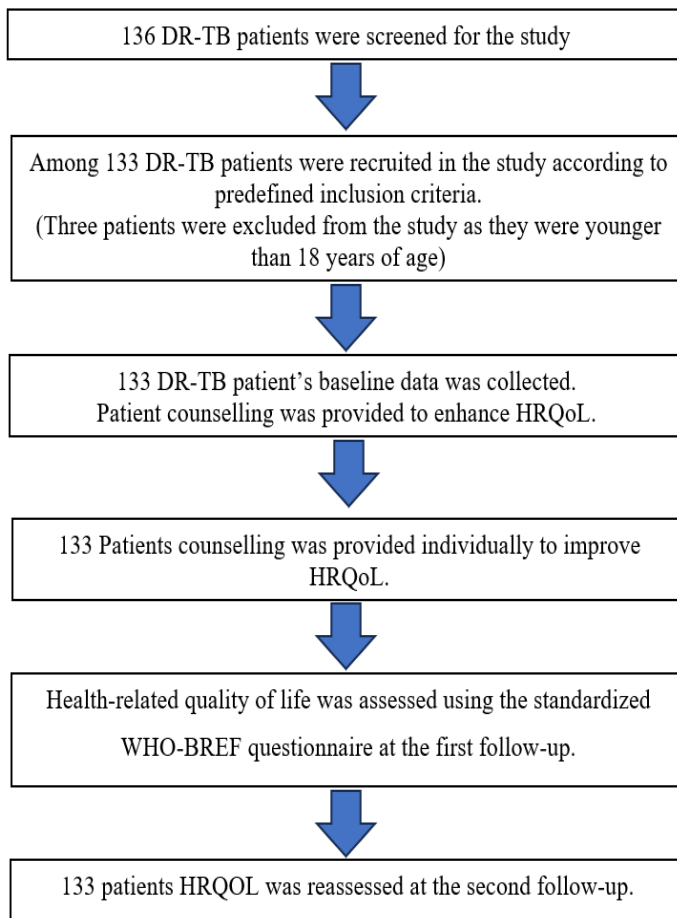 136 DR-TB patients were screened for the study
Among 133 DR-TB patients were recruited in the study according to
predefined inclusion criteria.
(Three patients were excluded from the study as they were younger
than 18 years of age)
133 DR-TB patient’s baseline data was collected.
Patient counselling was provided to enhance HRQoL.
133 Patients counselling was provided individually to improve
HRQoL.
Health-related quality of life was assessed using the standardized
WHO-BREF questionnaire at the first follow-up.
133 patients HRQOL was reassessed at the second follow-up.